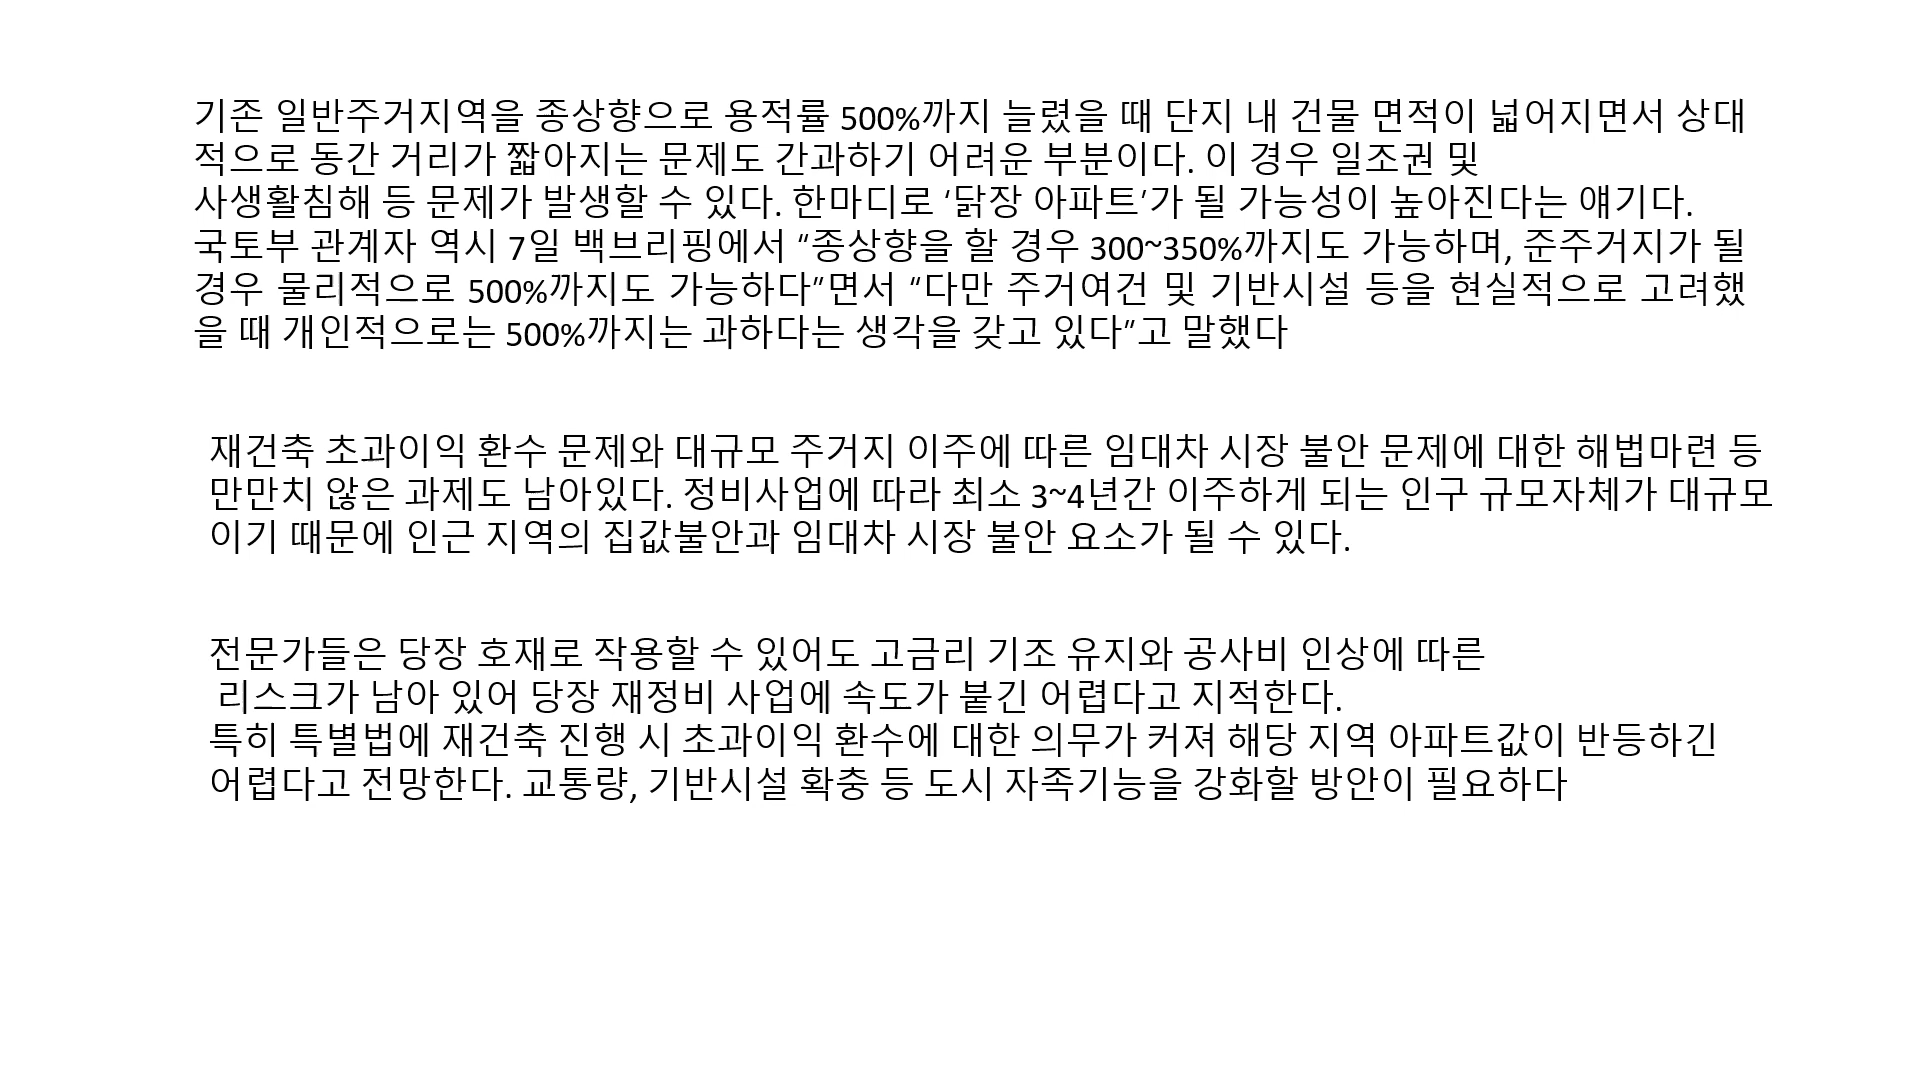 기존 일반주거지역을 종상향으로 용적률 500%까지 늘렸을 때 단지 내 건물 면적이 넓어지면서 상대
적으로 동간 거리가 짧아지는 문제도 간과하기 어려운 부분이다. 이 경우 일조권 및
사생활침해 등 문제가 발생할 수 있다. 한마디로 ‘닭장 아파트’가 될 가능성이 높아진다는 얘기다.
국토부 관계자 역시 7일 백브리핑에서 “종상향을 할 경우 300~350%까지도 가능하며, 준주거지가 될
경우 물리적으로 500%까지도 가능하다”면서 “다만 주거여건 및 기반시설 등을 현실적으로 고려했
을 때 개인적으로는 500%까지는 과하다는 생각을 갖고 있다”고 말했다
재건축 초과이익 환수 문제와 대규모 주거지 이주에 따른 임대차 시장 불안 문제에 대한 해법마련 등
만만치 않은 과제도 남아있다. 정비사업에 따라 최소 3~4년간 이주하게 되는 인구 규모자체가 대규모
이기 때문에 인근 지역의 집값불안과 임대차 시장 불안 요소가 될 수 있다.
전문가들은 당장 호재로 작용할 수 있어도 고금리 기조 유지와 공사비 인상에 따른
리스크가 남아 있어 당장 재정비 사업에 속도가 붙긴 어렵다고 지적한다.
특히 특별법에 재건축 진행 시 초과이익 환수에 대한 의무가 커져 해당 지역 아파트값이 반등하긴
어렵다고 전망한다. 교통량, 기반시설 확충 등 도시 자족기능을 강화할 방안이 필요하다